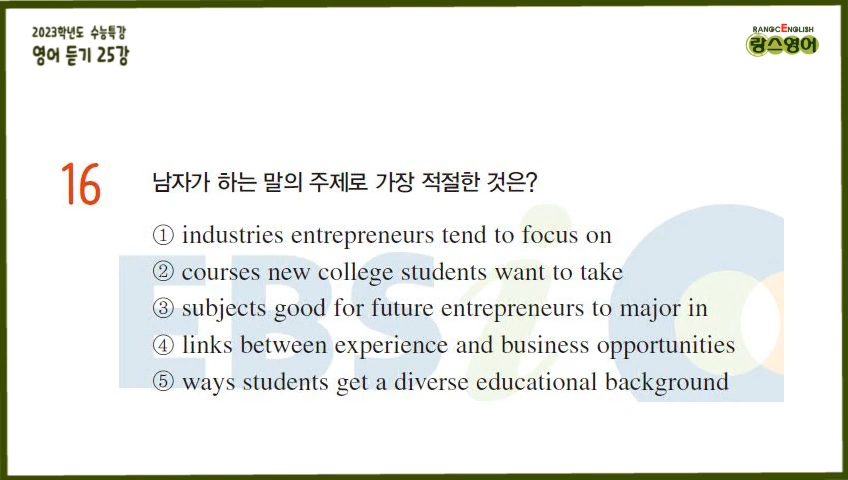 2023학년도 수능특강
영어 듣기 25강
RANGCENGLISH
랑스영어
16
남자가 하는 말의 주제로 가장 적절한 것은?
① industries entrepreneurs tend to focus on
② courses new college students want to take
③ subjects good for future entrepreneurs to major in
④ links between experience and business opportunities
⑤ ways students get a diverse educational background
EBSi